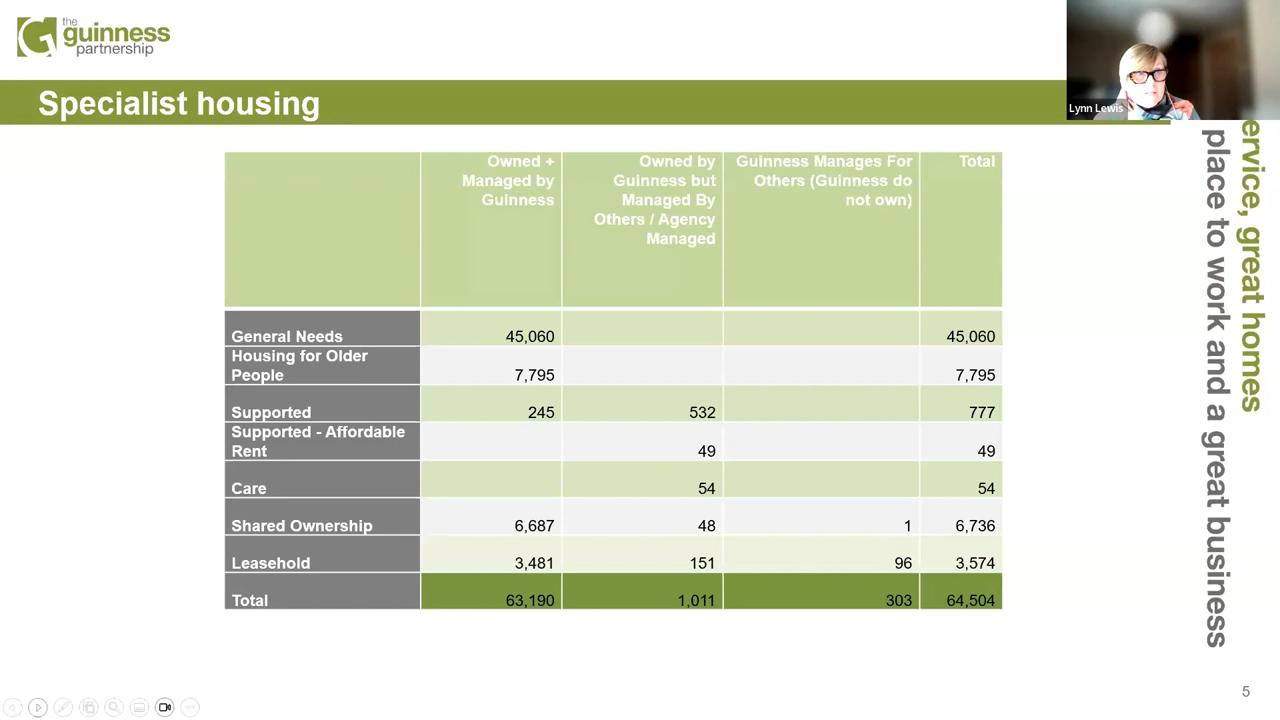 the
guinness
partnership
Specialist housing
Lynn Lewis
Owned +
Managed by
Guinness
Owned by
Guinness but
Managed By
Others / Agency
Managed
Guinness Manages For
Others (Guinness do
not own)
Total
General Needs 45,060 45,060
Housing for Older
People 7,795 7,795
Supported 245 532 777
Supported - Affordable
Rent 49 49
Care 54 54
Shared Ownership 6,687 48 1 6,736
Leasehold 3,481 151 96 3,574
Total 63,190 1,011 303 64,504
ervice, great homes
place to work and a great business
5